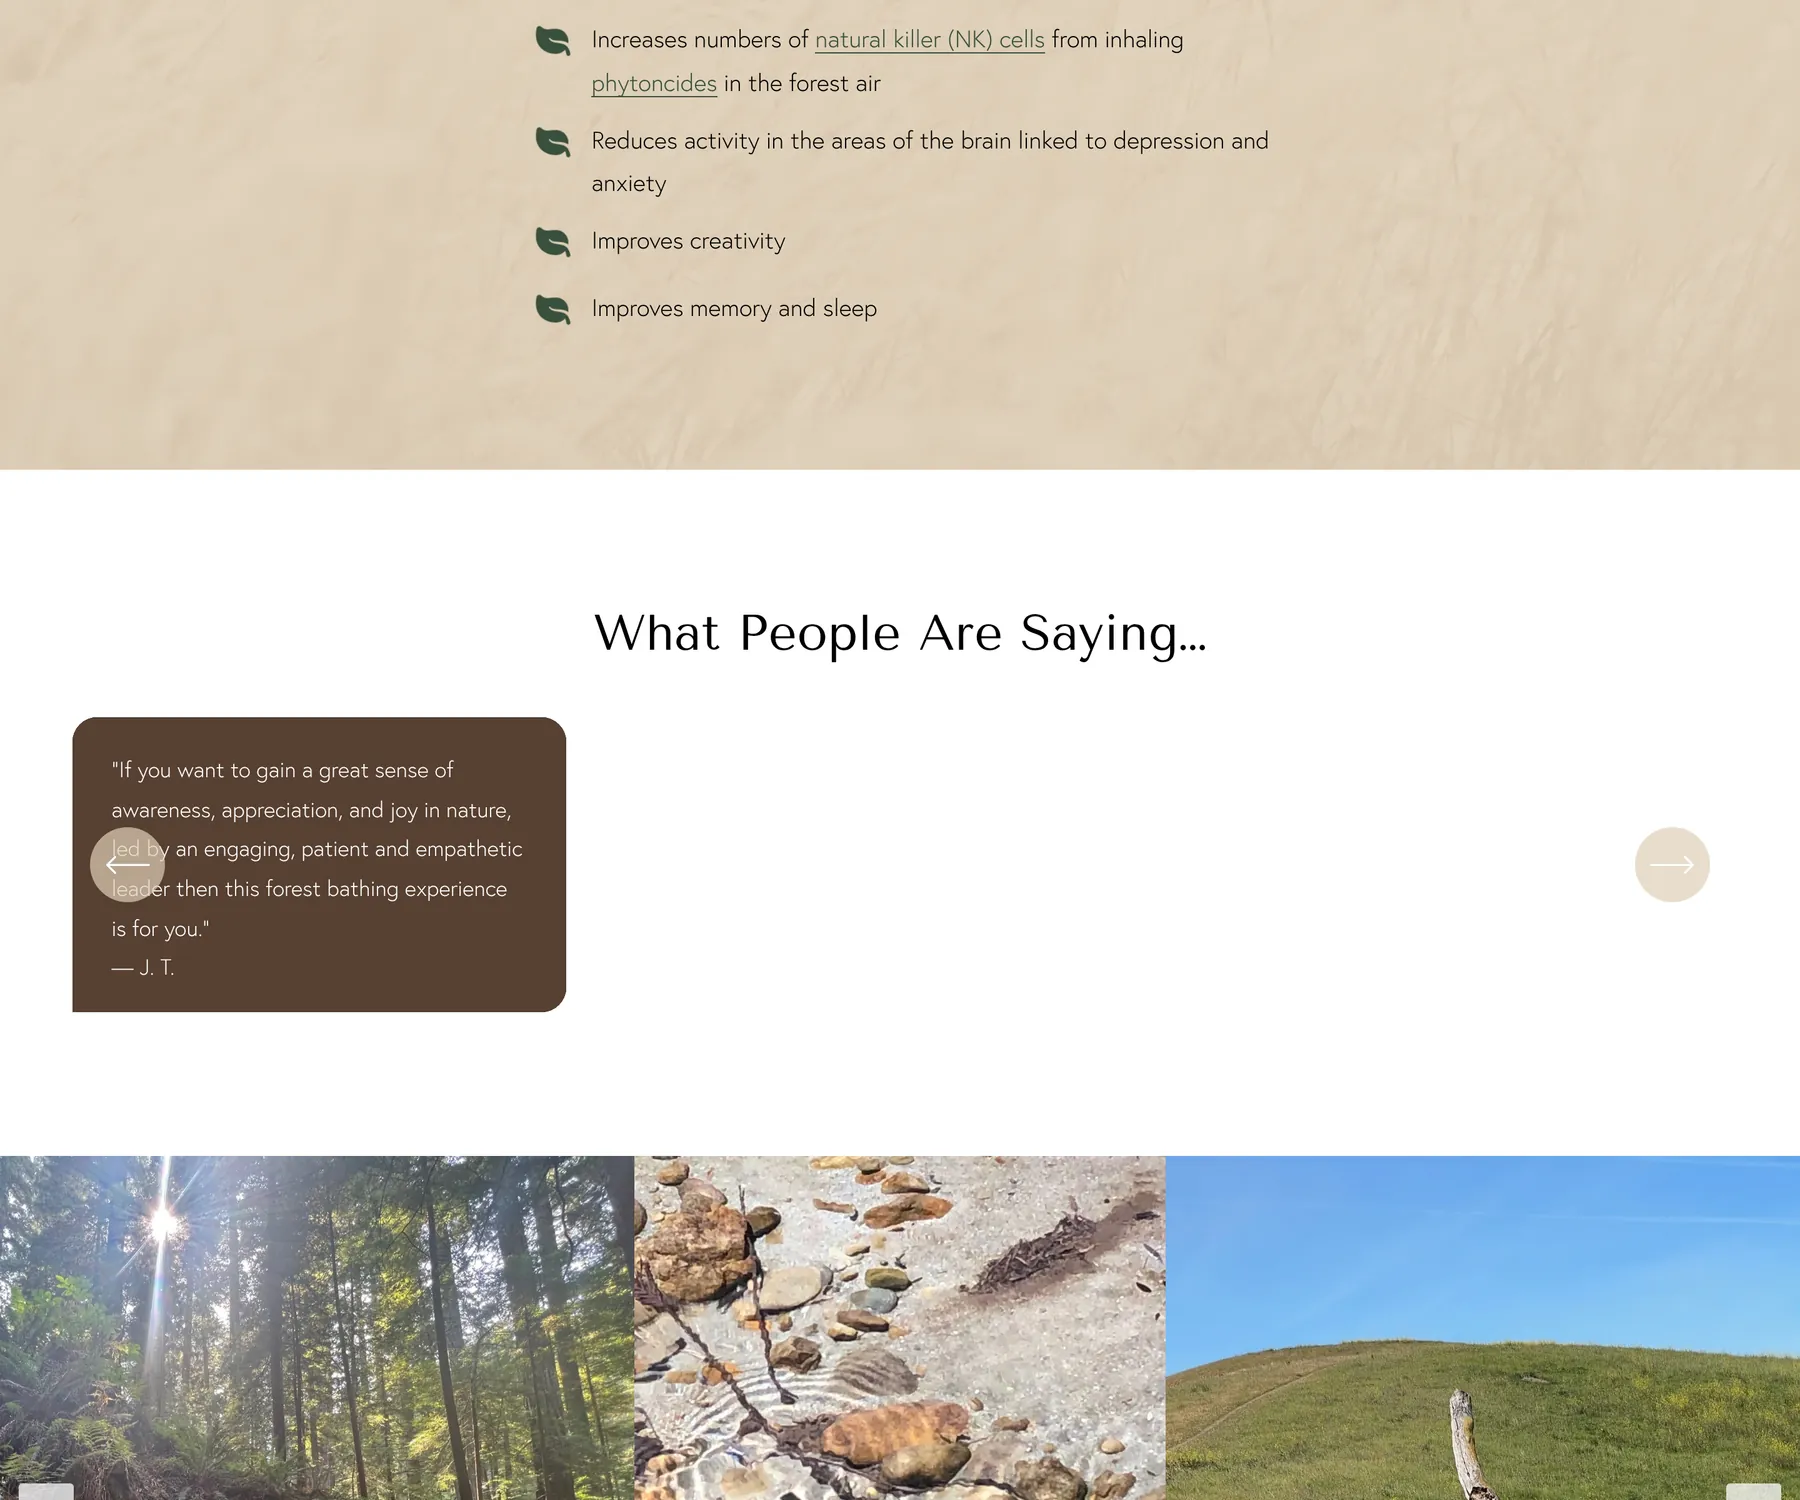 Increases numbers of natural killer (NK) cells from inhaling
phytoncides in the forest air
Reduces activity in the areas of the brain linked to depression and
anxiety
Improves creativity
Improves memory and sleep
What People Are Saying...
"If you want to gain a great sense of
awareness, appreciation, and joy in nature,
led by an engaging, patient and empathetic
leader then this forest bathing experience
is for you."
— J. T.